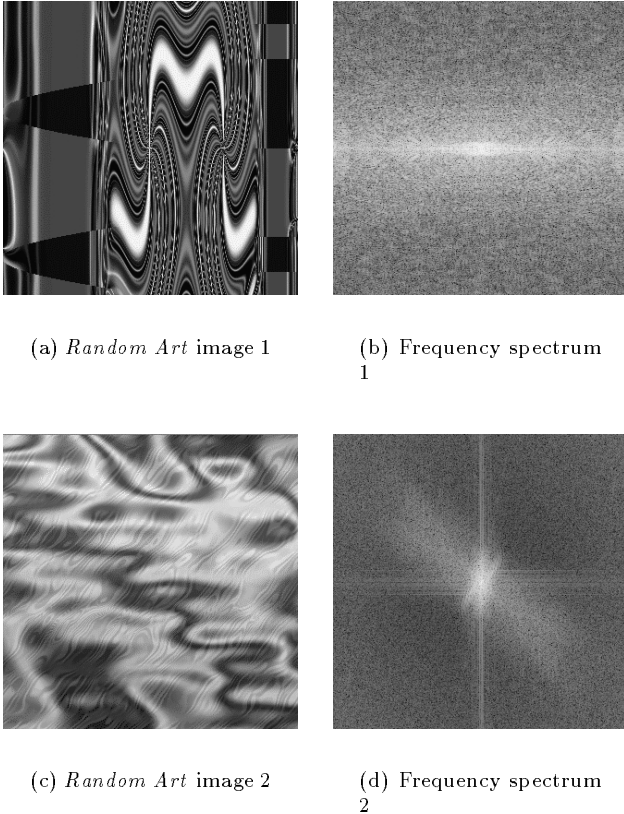 (a) Random Art image 1
(b) Frequency spectrum
1
(c) Random Art image 2
(d) Frequency spectrum
2